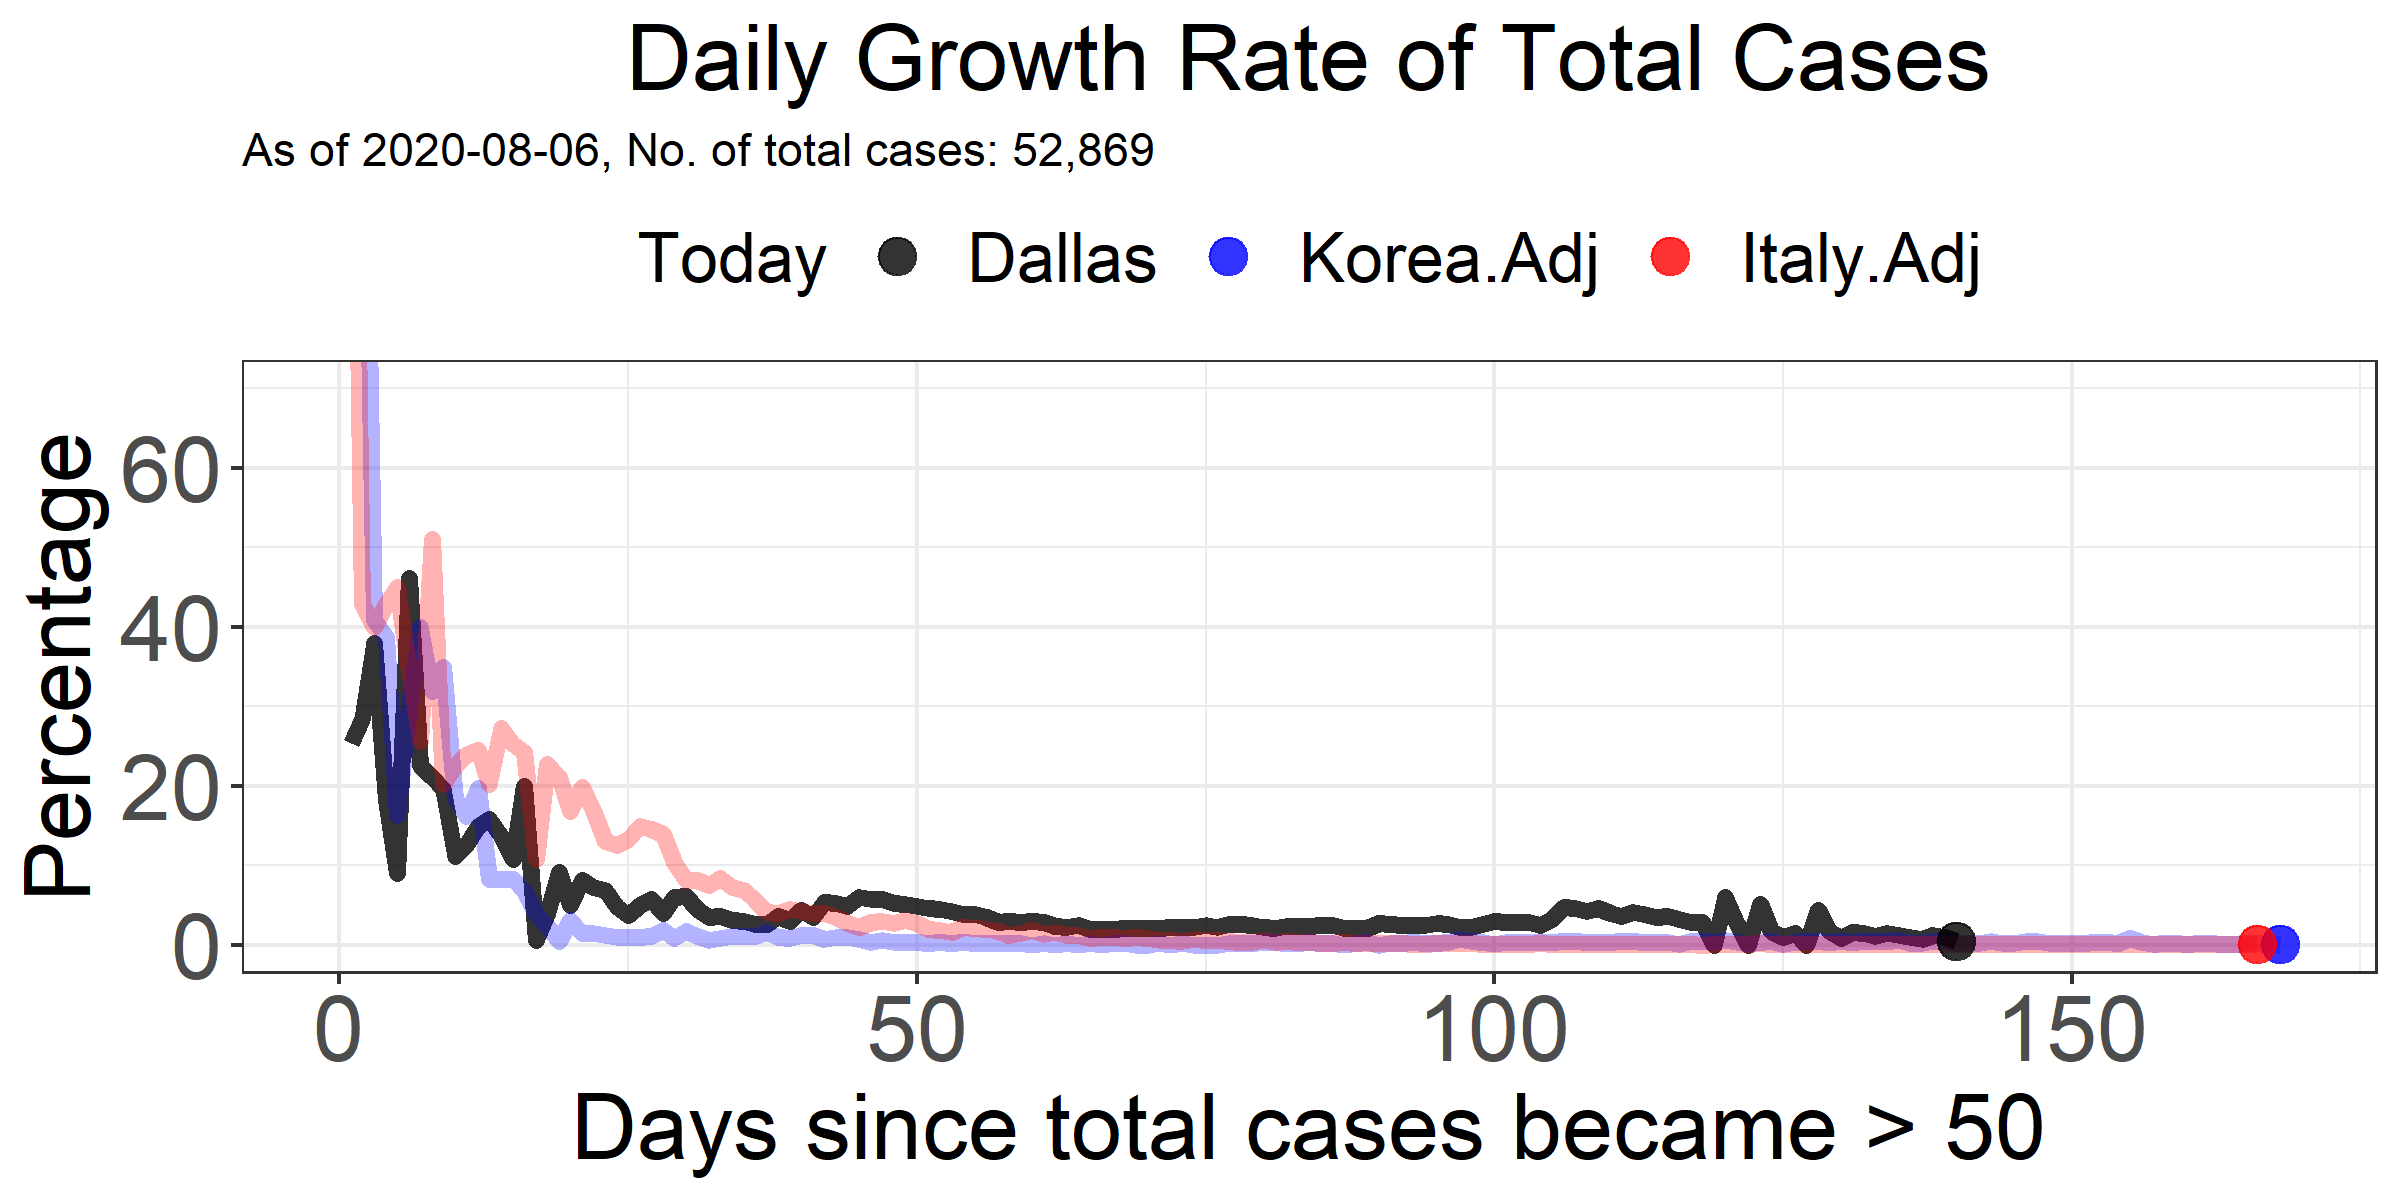 Daily Growth Rate of Total Cases
As of 2020-08-06, No. of total cases: 52,869
Today Dallas Korea.Adj Italy.Adj
Percentage
60
40
20
0
0 50 100 150
Days since total cases became > 50